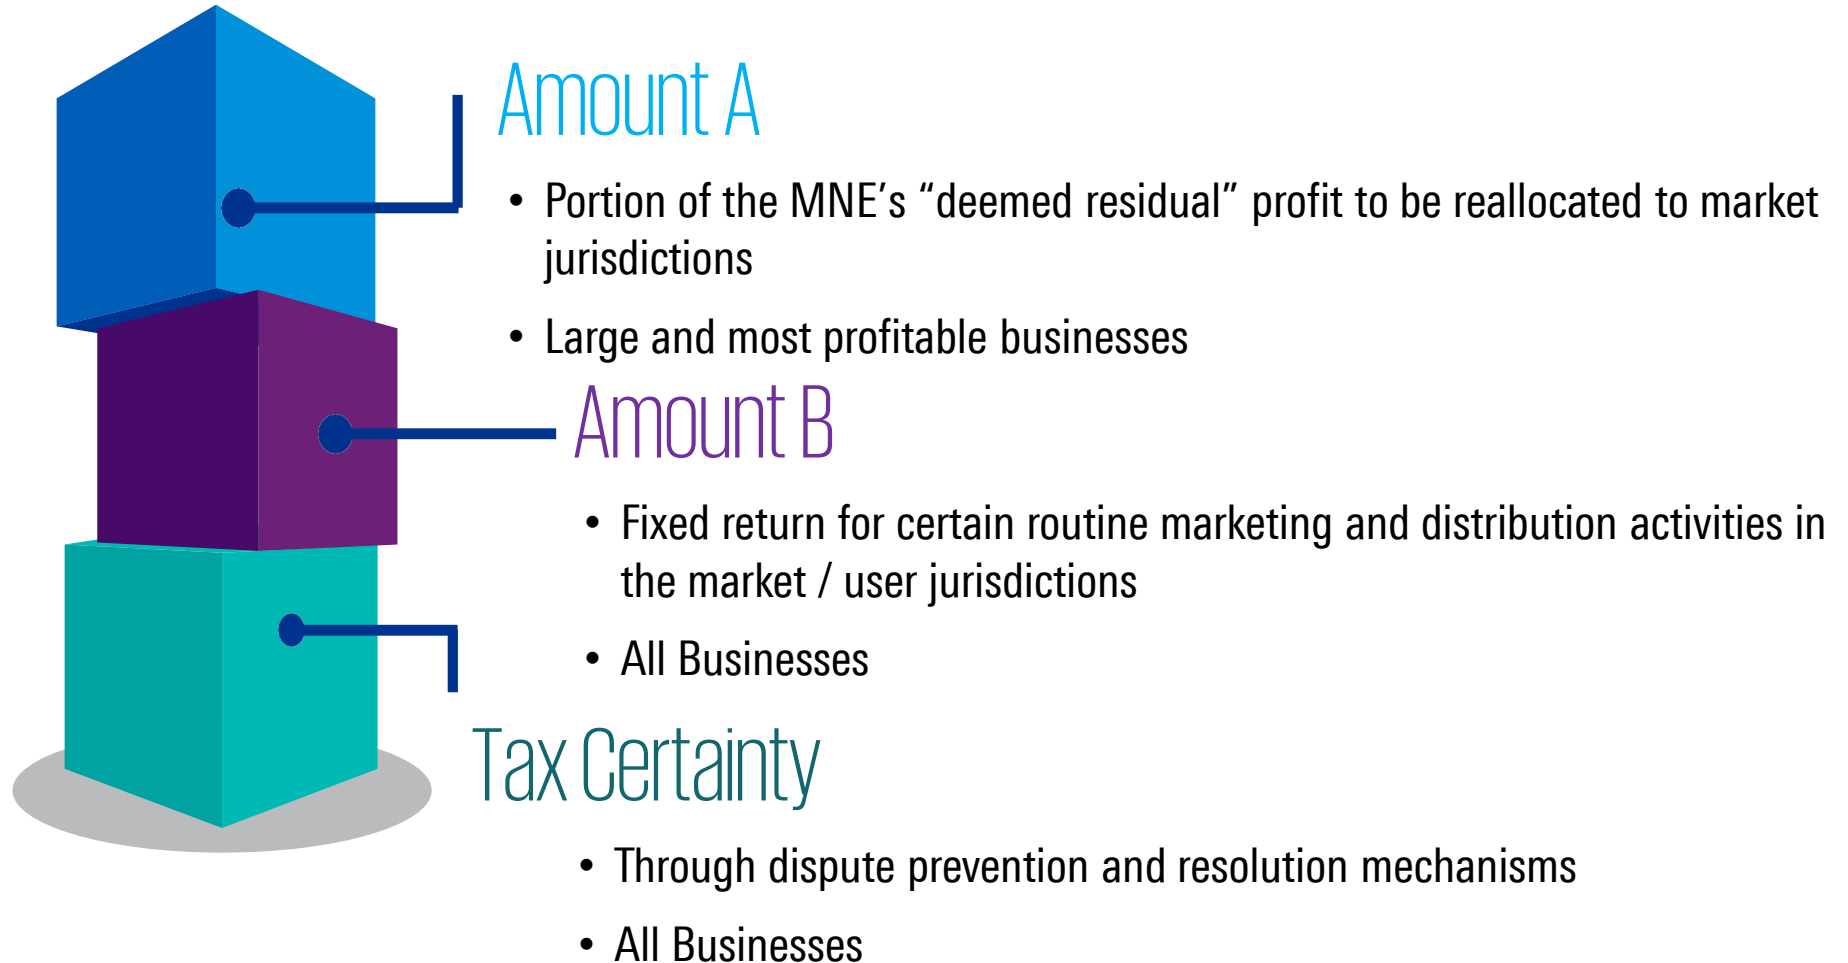 Amount A
• Portion of the MNE’s “deemed residual” profit to be reallocated to market
jurisdictions
• Large and most profitable businesses
Amount B
• Fixed return for certain routine marketing and distribution activities in
the market / user jurisdictions
• All Businesses
Tax Certainty
• Through dispute prevention and resolution mechanisms
• All Businesses